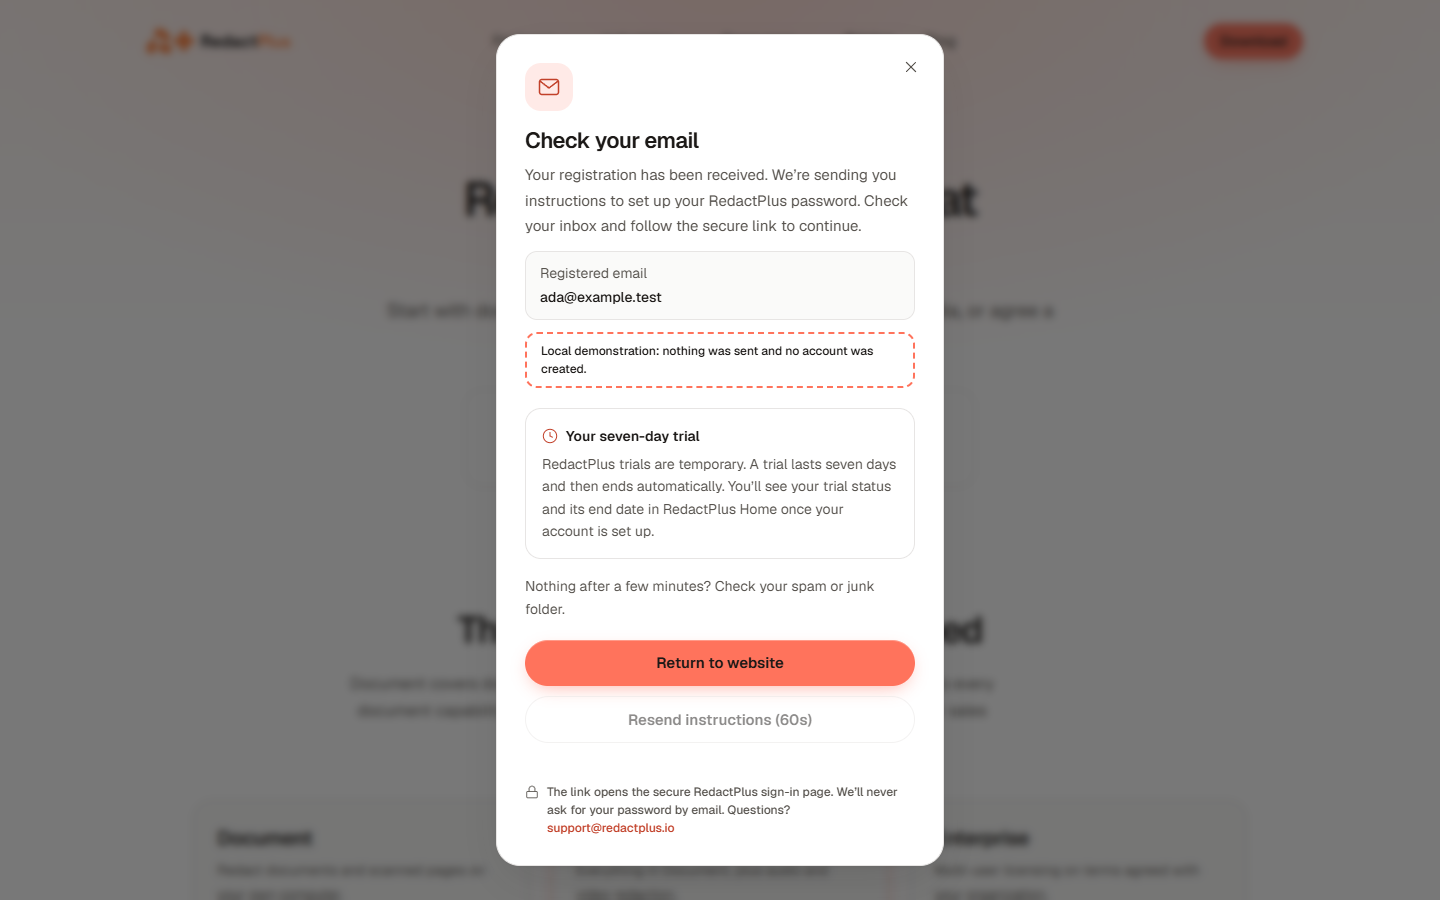 RedactPlus
Download
Check your email
Your registration has been received. We’re sending you
instructions to set up your RedactPlus password. Check
your inbox and follow the secure link to continue.
Registered email
ada@example.test
Local demonstration: nothing was sent and no account was
created.
Your seven-day trial
RedactPlus trials are temporary. A trial lasts seven days
and then ends automatically. You’ll see your trial status
and its end date in RedactPlus Home once your
account is set up.
Nothing after a few minutes? Check your spam or junk
folder.
Return to website
Resend instructions (60s)
The link opens the secure RedactPlus sign-in page. We’ll never
ask for your password by email. Questions?
support@redactplus.io
Document